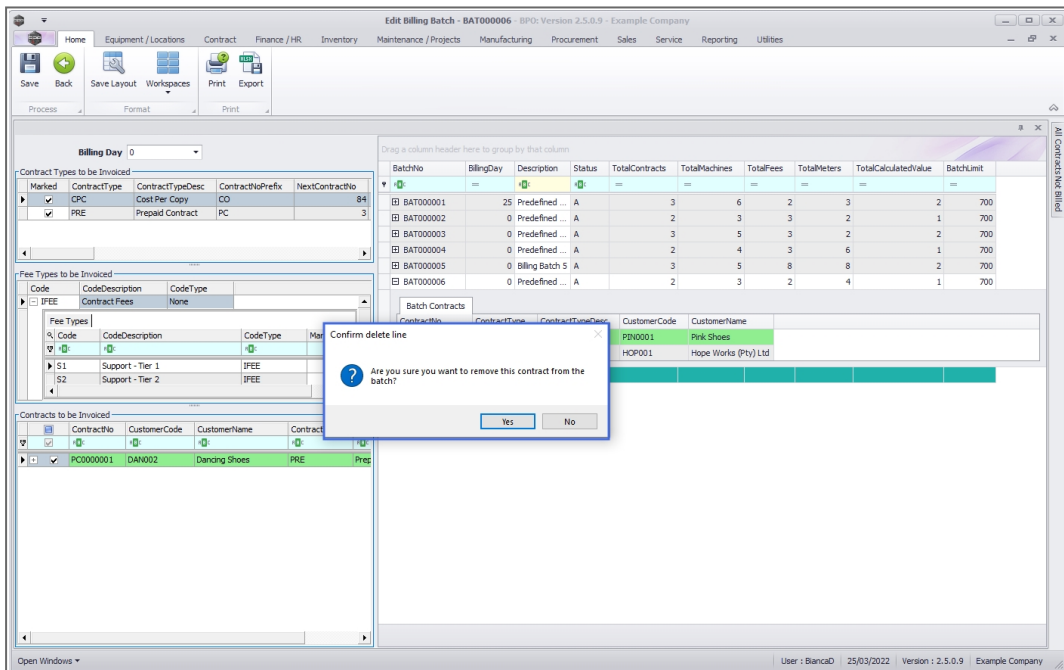 Edit Billing Batch - BAT000006 - BPO: Version 2.5.0.9 - Example Company
Home Equipment / Locations Contract Finance / HR Inventory Maintenance / Projects Manufacturing Procurement Sales Service Reporting Utilities
Save Back Save Layout Workspaces Print Export
Process Format Print
All Contracts Not Billed
Billing Day 0
Contract Types to be Invoiced
Marked ContractType ContractTypeDesc ContractNoPrefix NextContractNo
CPC Cost Per Copy CO 84
PRE Prepaid Contract PC 3
Fee Types to be Invoiced
Code CodeDescription CodeType
IFEE Contract Fees None
Fee Types
Code CodeDescription CodeType Mar
S1 Support - Tier 1 IFEE
S2 Support - Tier 2 IFEE
Contracts to be Invoiced
ContractNo CustomerCode CustomerName Contract
PC0000001 DAN002 Dancing Shoes PRE Prep
Drag a column header here to group by that column
BatchNo BillingDay Description Status TotalContracts TotalMachines TotalFees TotalMeters TotalCalculatedValue BatchLimit
= = = = = = =
BAT000001 25 Predefined ... A 3 6 2 3 2 700
BAT000002 0 Predefined ... A 2 3 3 2 1 700
BAT000003 0 Predefined ... A 3 5 3 2 2 700
BAT000004 0 Predefined ... A 2 4 3 6 1 700
BAT000005 0 Billing Batch 5 A 3 5 8 8 2 700
BAT000006 0 Predefined ... A 2 3 2 4 1 700
Batch Contracts
ContractNo ContractType ContractTypeDesc CustomerCode CustomerName
PIN0001 Pink Shoes
HOP001 Hope Works (Pty) Ltd
Confirm delete line
Are you sure you want to remove this contract from the
batch?
Yes No
Open Windows
User : BiancaD 25/03/2022 Version : 2.5.0.9 Example Company